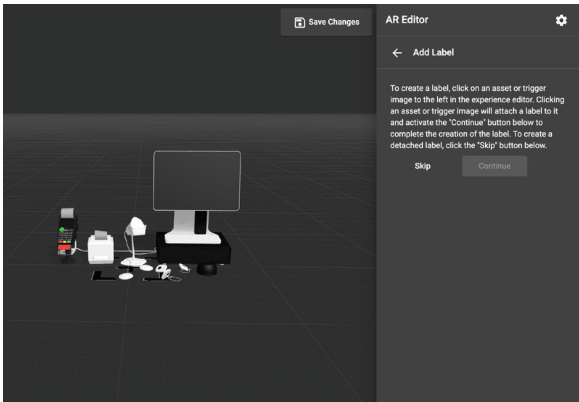 Save Changes
AR Editor
Add Label
To create a label, click on an asset or trigger
image to the left in the experience editor. Clicking
an asset or trigger image will attach a label to it
and activate the "Continue" button below to
complete the creation of the label. To create a
detached label, click the "Skip" button below.
Skip
Continue